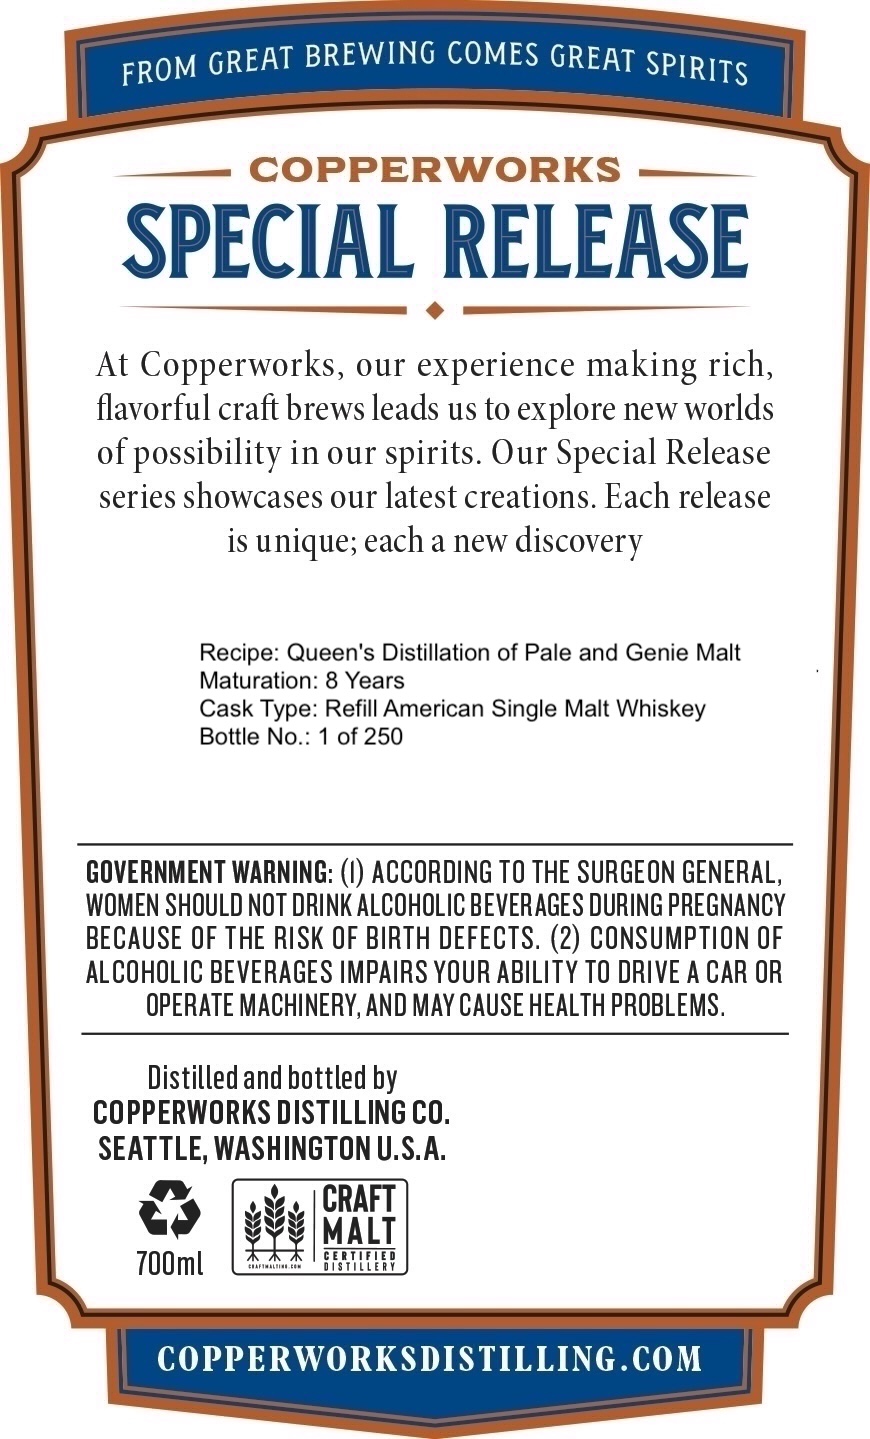 FROM GREAT BREWING COMES GREAT SPIRITS
COPPERWORKS
SPECIAL RELEASE
At Copperworks, our experience making rich,
flavorful craft brews leads us to explore new worlds
of possibility in our spirits. Our Special Release
series showcases our latest creations. Each release
is unique; each a new discovery
Recipe: Queen's Distillation of Pale and Genie Malt
Maturation: 8 Years
Cask Type: Refill American Single Malt Whiskey
Bottle No.: 1 of 250
GOVERNMENT WARNING: (1) ACCORDING TO THE SURGEON GENERAL,
WOMEN SHOULD NOT DRINK ALCOHOLIC BEVERAGES DURING PREGNANCY
BECAUSE OF THE RISK OF BIRTH DEFECTS. (2) CONSUMPTION OF
ALCOHOLIC BEVERAGES IMPAIRS YOUR ABILITY TO DRIVE A CAR OR
OPERATE MACHINERY, AND MAY CAUSE HEALTH PROBLEMS.
Distilled and bottled by
COPPERWORKS DISTILLING CO.
SEATTLE, WASHINGTON U.S.A.
700ml
CRAFT
MALT
CERTIFIED
DISTILLERY
CRAFTMALTING.COM
COPPERWORKSDISTILLING.COM